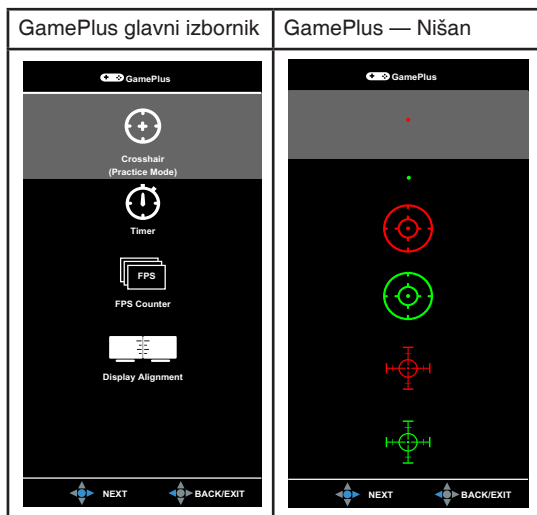 GamePlus glavni izbornik
GamePlus — Nišan
GamePlus
Crosshair
(Practice Mode)
Timer
FPS
FPS Counter
Display Alignment
NEXT
BACK/EXIT
GamePlus
NEXT
BACK/EXIT